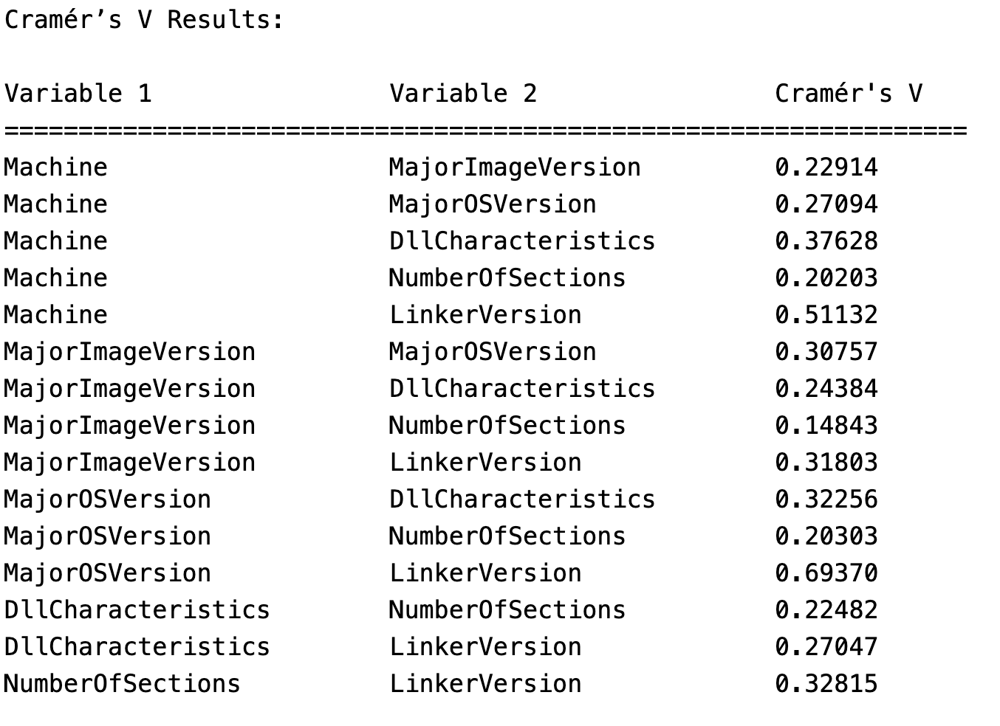 Cramér’s V Results:
Variable 1 Variable 2 Cramér's V
=================================================================
Machine MajorImageVersion 0.22914
Machine MajorOSVersion 0.27094
Machine DllCharacteristics 0.37628
Machine NumberOfSections 0.20203
Machine LinkerVersion 0.51132
MajorImageVersion MajorOSVersion 0.30757
MajorImageVersion DllCharacteristics 0.24384
MajorImageVersion NumberOfSections 0.14843
MajorImageVersion LinkerVersion 0.31803
MajorOSVersion DllCharacteristics 0.32256
MajorOSVersion NumberOfSections 0.20303
MajorOSVersion LinkerVersion 0.69370
DllCharacteristics NumberOfSections 0.22482
DllCharacteristics LinkerVersion 0.27047
NumberOfSections LinkerVersion 0.32815